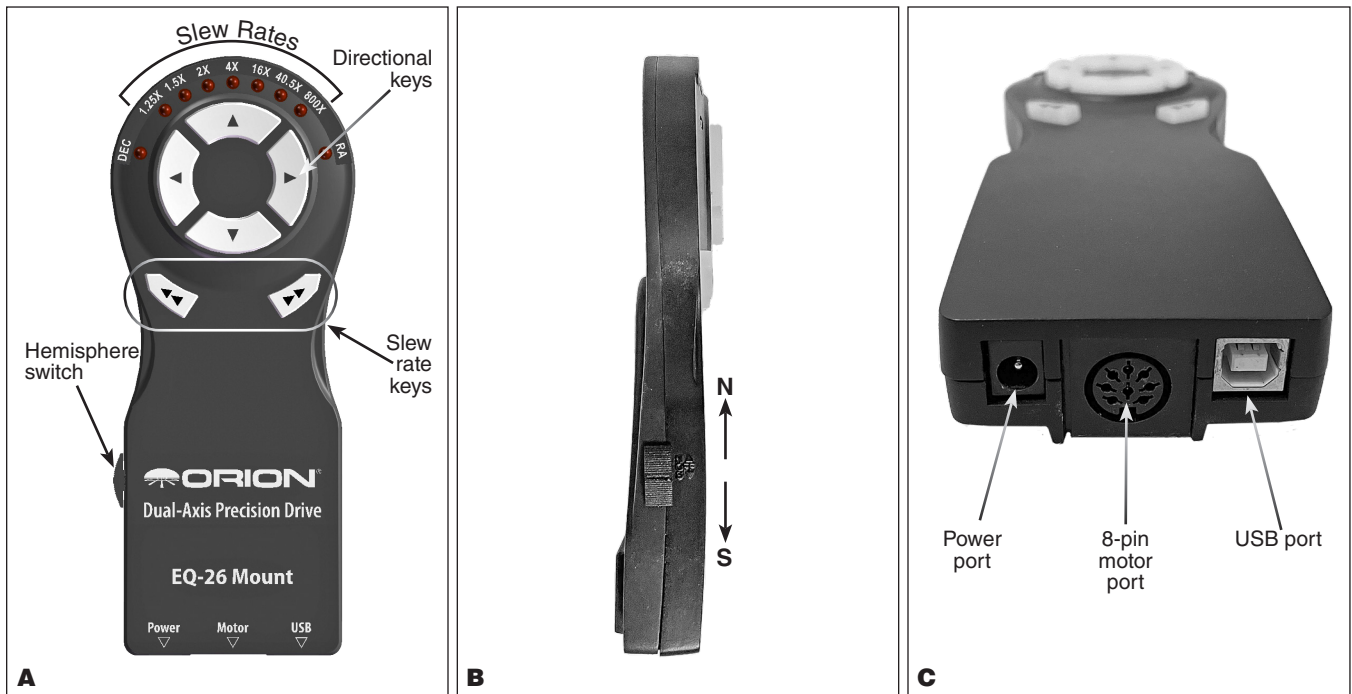 Slew Rates
Directional
keys
1.25X 1.5X 2X 4X 16X 40.5X 800X
DEC
RA
Hemisphere
switch
Slew
rate
keys
ORION®
Dual-Axis Precision Drive
EQ-26 Mount
Power Motor USB
A
N
S
B
Power
port
8-pin
motor
port
USB port
C